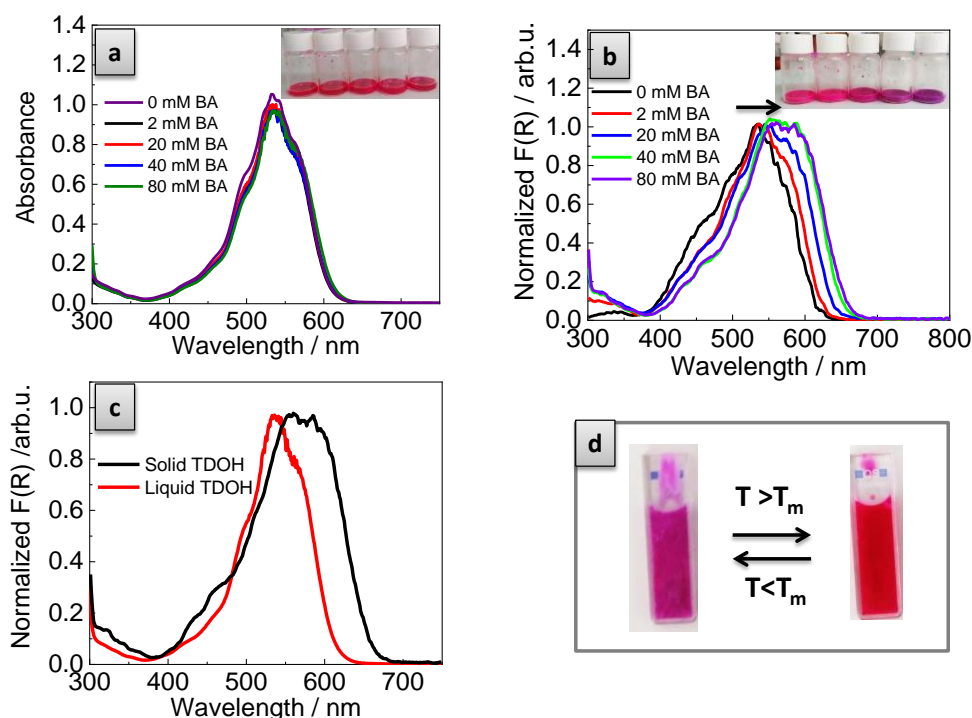 a
1.4
1.2
1.0
0.8
0.6
0.4
0.2
0.0
Absorbance
0 mM BA
2 mM BA
20 mM BA
40 mM BA
80 mM BA
300 400 500 600 700
Wavelength / nm
b
1.4
1.2
1.0
0.8
0.6
0.4
0.2
0.0
Normalized F(R) / arb.u.
0 mM BA
2 mM BA
20 mM BA
40 mM BA
80 mM BA
300 400 500 600 700 800
Wavelength / nm
c
1.0
0.8
0.6
0.4
0.2
0.0
Normalized F(R) /arb.u.
Solid TDOH
Liquid TDOH
300 400 500 600 700
Wavelength / nm
d
T >Tm
T<Tm